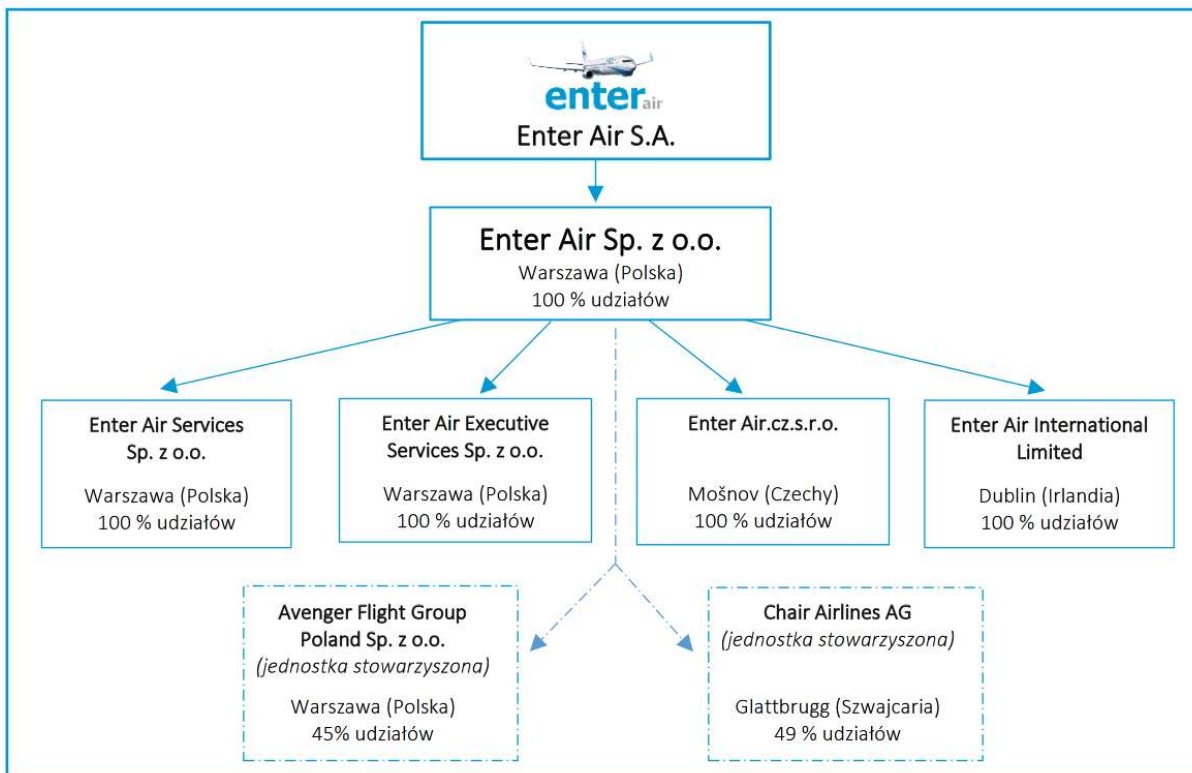 enter air
Enter Air S.A.
Enter Air Sp. z o.o.
Warszawa (Polska)
100 % udziałów
Enter Air Services
Sp. z o.o.
Warszawa (Polska)
100 % udziałów
Enter Air Executive
Services Sp. z o.o.
Warszawa (Polska)
100 % udziałów
Enter Air.cz.s.r.o.
Mošnov (Czechy)
100 % udziałów
Enter Air International
Limited
Dublin (Irlandia)
100 % udziałów
Avenger Flight Group
Poland Sp. z o.o.
(jednostka stowarzyszona)
Warszawa (Polska)
45% udziałów
Chair Airlines AG
(jednostka stowarzyszona)
Glattbrugg (Szwajcaria)
49 % udziałów